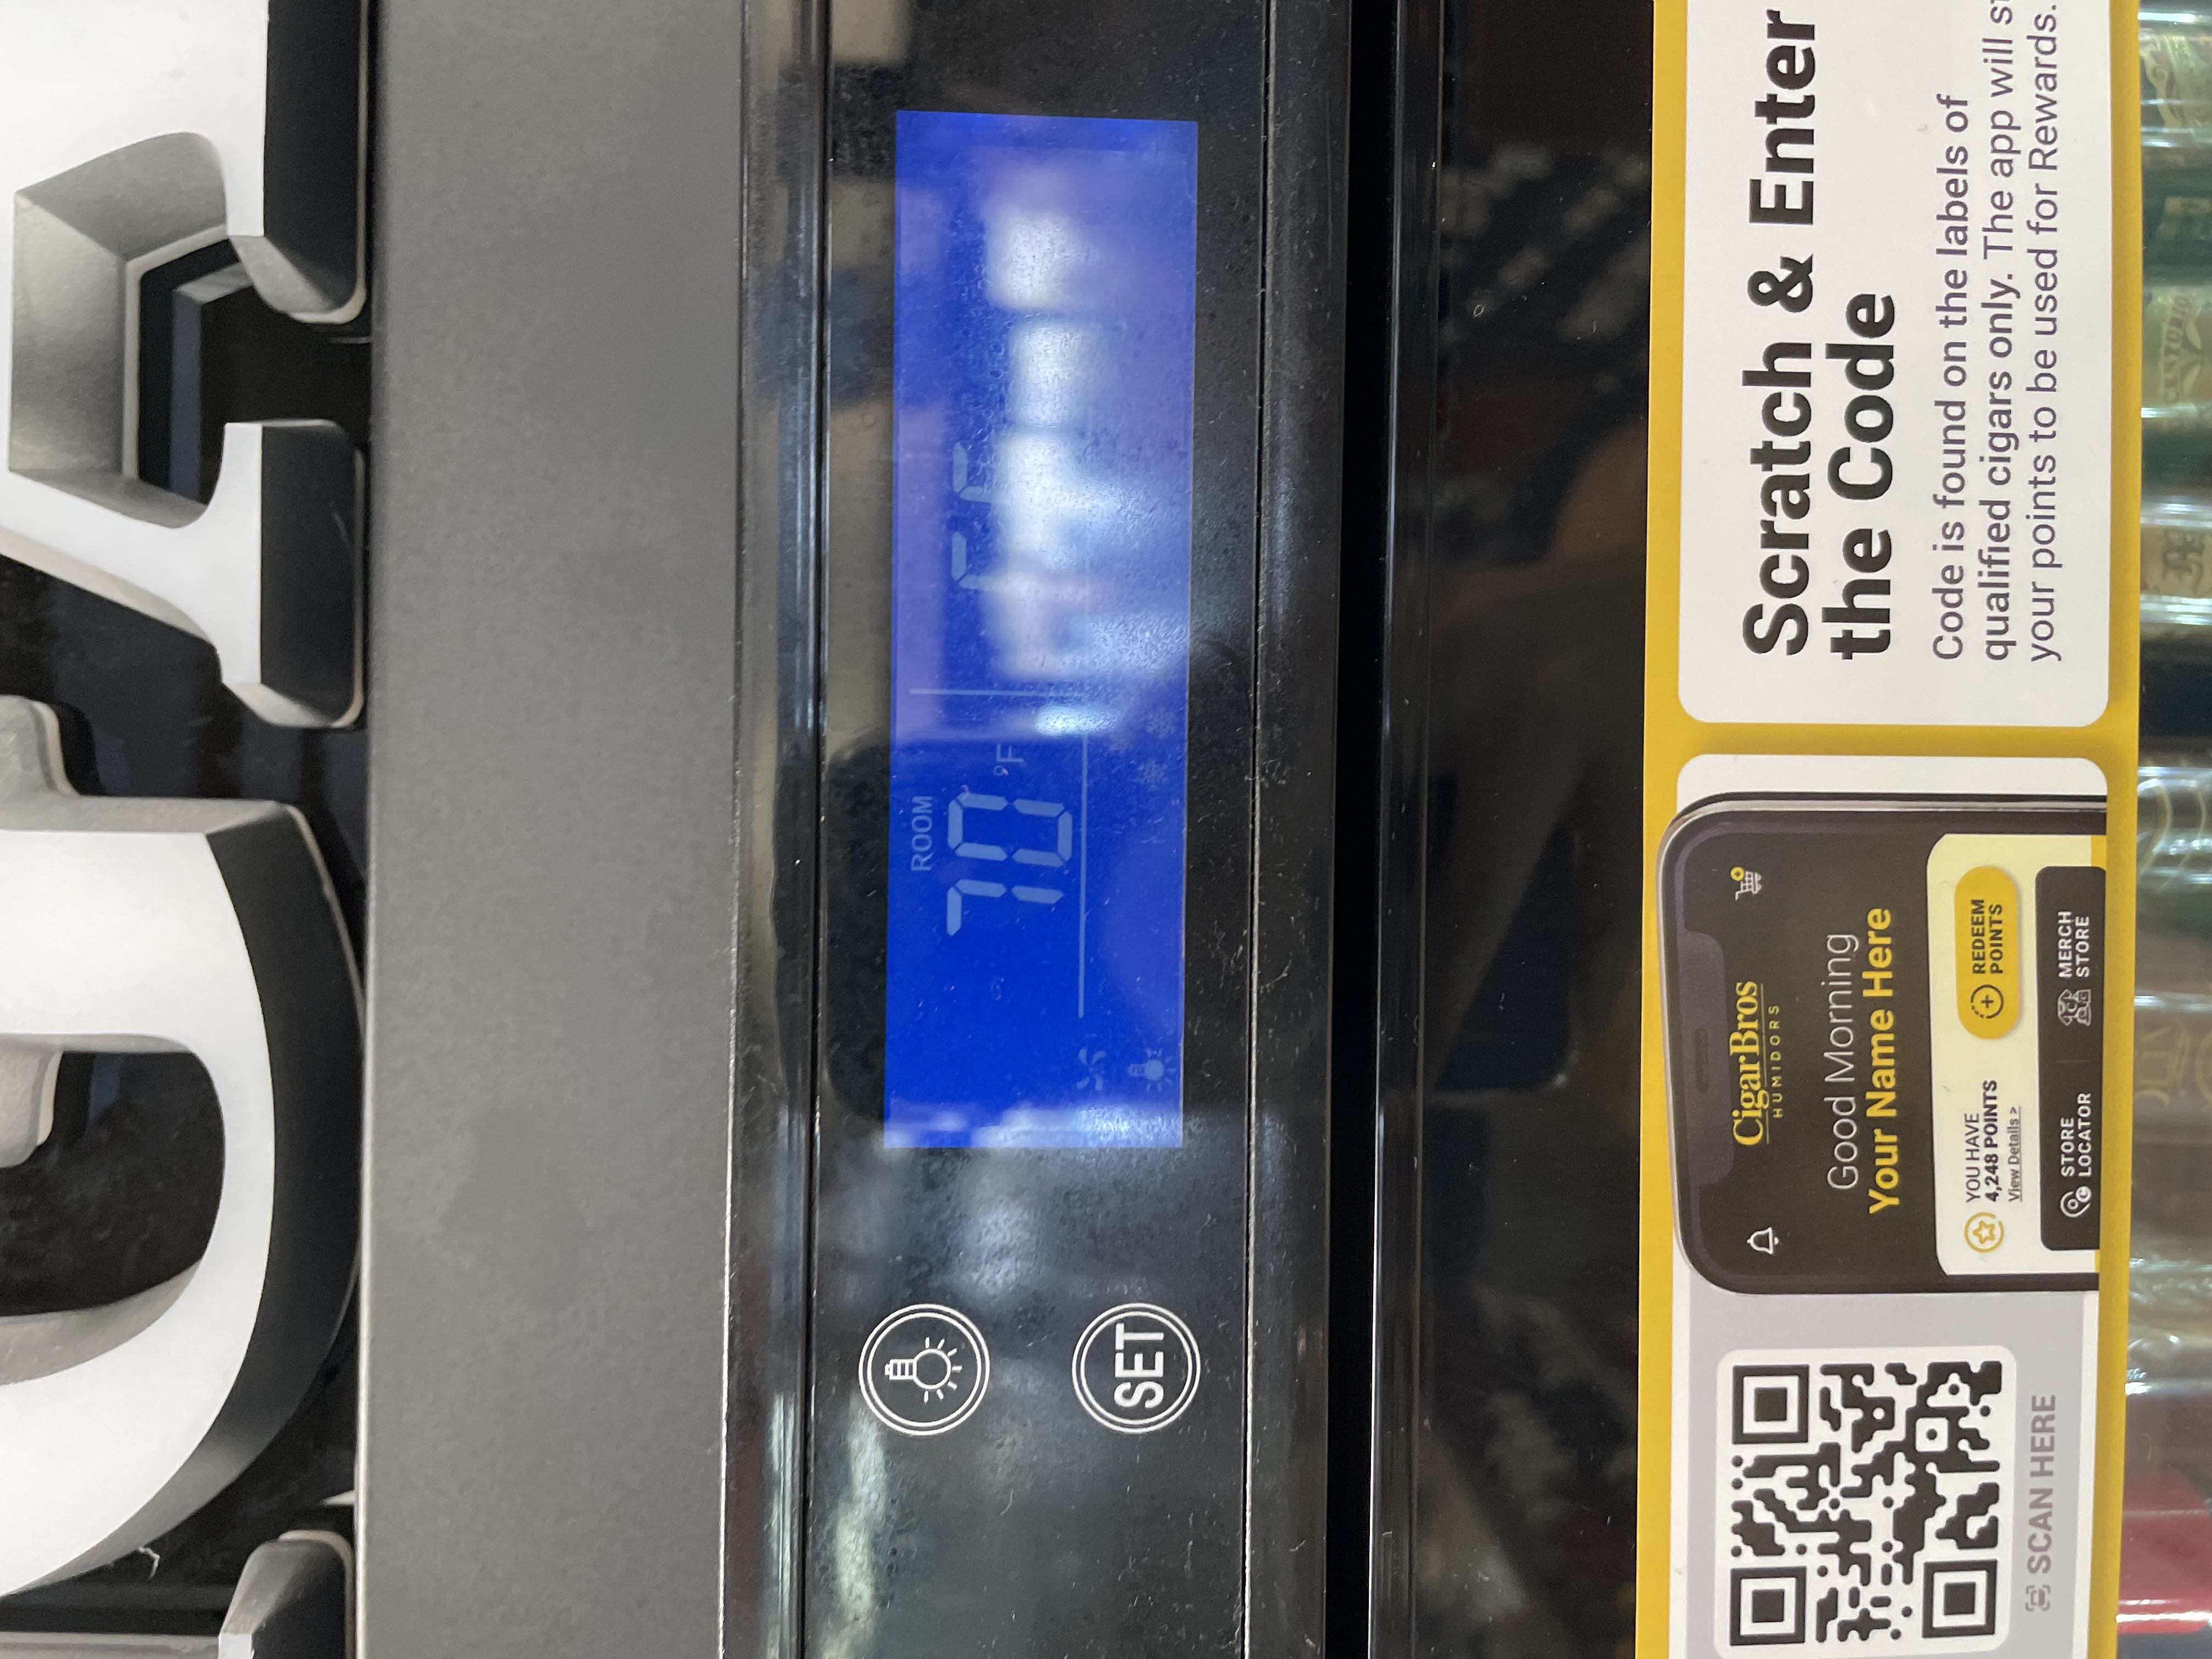 ROOM
70 °F
SET
SCAN HERE
CigarBros
HUMIDORS
Good Morning
Your Name Here
YOU HAVE
4,248 POINTS
View Details >
REDEEM
POINTS
STORE
LOCATOR
MERCH
STORE
Scratch & Enter
the Code
Code is found on the labels of
qualified cigars only. The app will
your points to be used for Rewards.